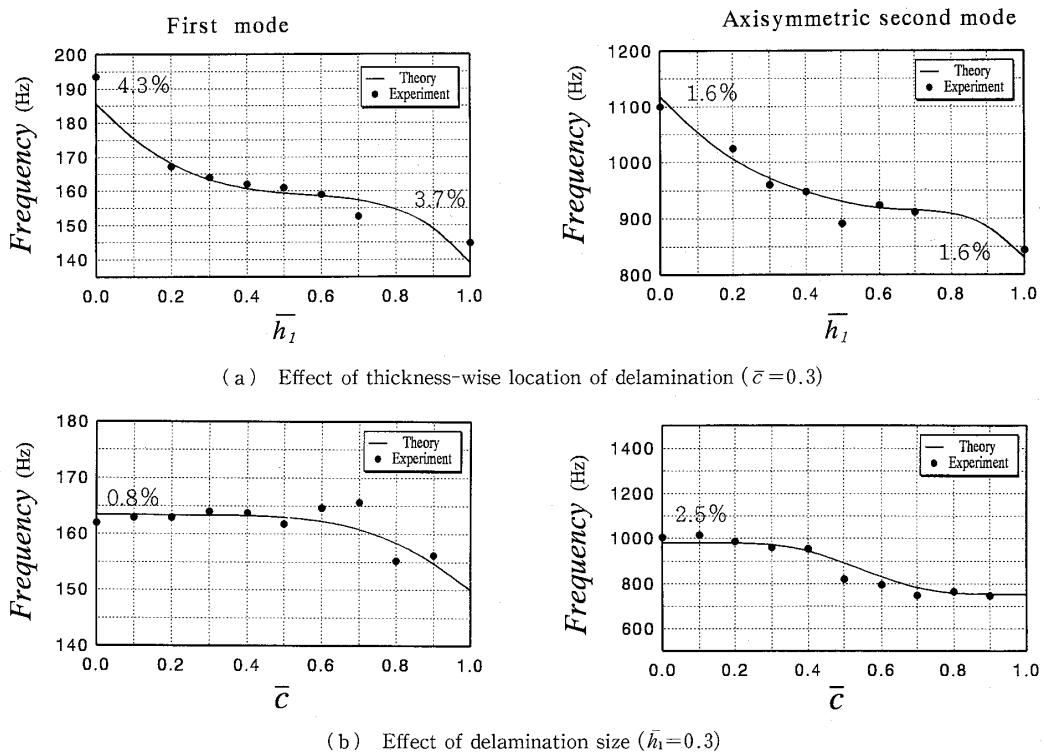 First mode
Axisymmetric second mode
Frequency (Hz)
200
190
180
170
160
150
140
4.3%
3.7%
Theory
Experiment
0.0 0.2 0.4 0.6 0.8 1.0
h̅₁
Frequency (Hz)
1200
1100
1000
900
800
1.6%
1.6%
Theory
Experiment
0.0 0.2 0.4 0.6 0.8 1.0
h̅₁
(a) Effect of thickness-wise location of delamination (c̅=0.3)
Frequency (Hz)
180
170
160
150
140
0.8%
Theory
Experiment
0.0 0.2 0.4 0.6 0.8 1.0
c̅
Frequency (Hz)
1400
1200
1000
800
600
2.5%
Theory
Experiment
0.0 0.2 0.4 0.6 0.8 1.0
c̅
(b) Effect of delamination size (h̅₁=0.3)